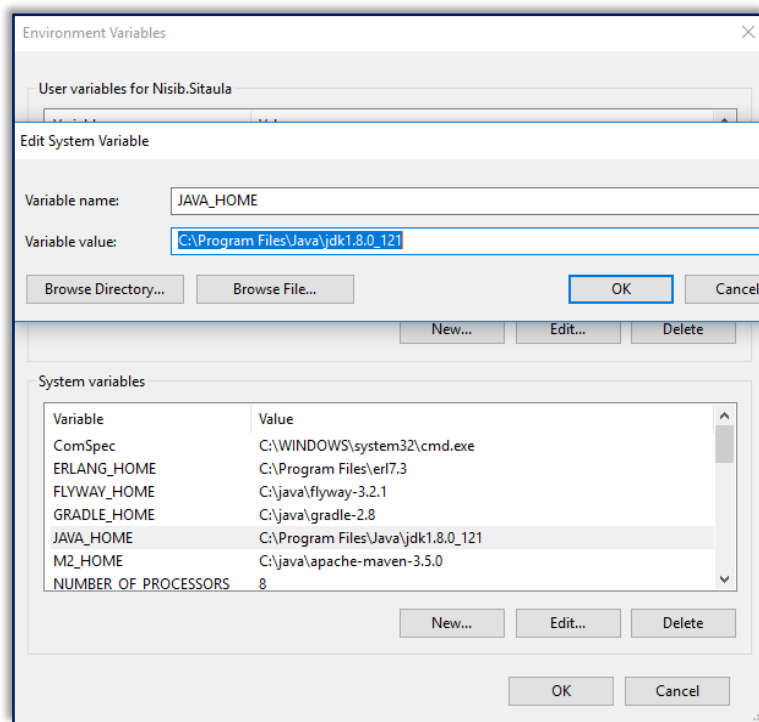 Environment Variables
User variables for Nisib.Sitaula
Edit System Variable
Variable name: JAVA_HOME
Variable value: C:\Program Files\Java\jdk1.8.0_121
Browse Directory... Browse File... OK Cancel
New... Edit... Delete
System variables
Variable Value
ComSpec C:\WINDOWS\system32\cmd.exe
ERLANG_HOME C:\Program Files\erl7.3
FLYWAY_HOME C:\java\flyway-3.2.1
GRADLE_HOME C:\java\gradle-2.8
JAVA_HOME C:\Program Files\Java\jdk1.8.0_121
M2_HOME C:\java\apache-maven-3.5.0
NUMBER_OF_PROCESSORS 8
New... Edit... Delete
OK Cancel